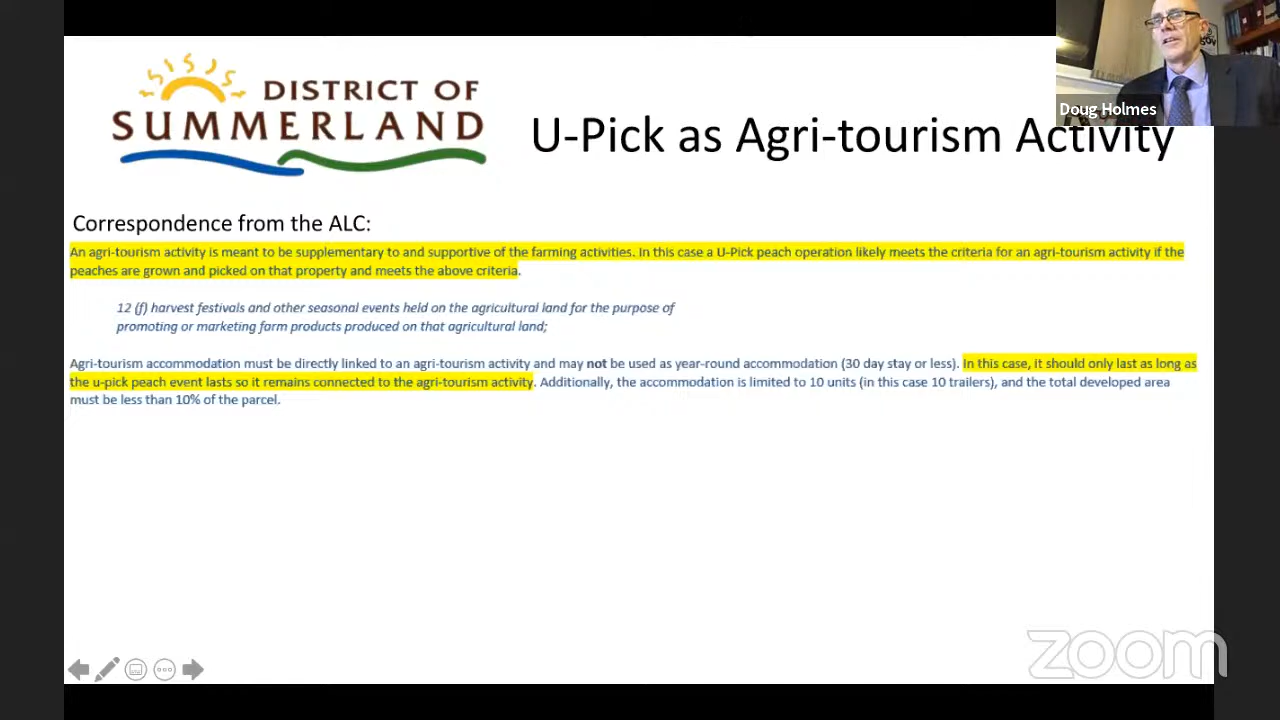 DISTRICT OF
SUMMERLAND
U-Pick as Agri-tourism Activity
Doug Holmes
Correspondence from the ALC:
An agri-tourism activity is meant to be supplementary to and supportive of the farming activities. In this case a U-Pick peach operation likely meets the criteria for an agri-tourism activity if the
peaches are grown and picked on that property and meets the above criteria.
12 (f) harvest festivals and other seasonal events held on the agricultural land for the purpose of
promoting or marketing farm products produced on that agricultural land;
Agri-tourism accommodation must be directly linked to an agri-tourism activity and may not be used as year-round accommodation (30 day stay or less). In this case, it should only last as long as
the u-pick peach event lasts so it remains connected to the agri-tourism activity. Additionally, the accommodation is limited to 10 units (in this case 10 trailers), and the total developed area
must be less than 10% of the parcel.
zoom